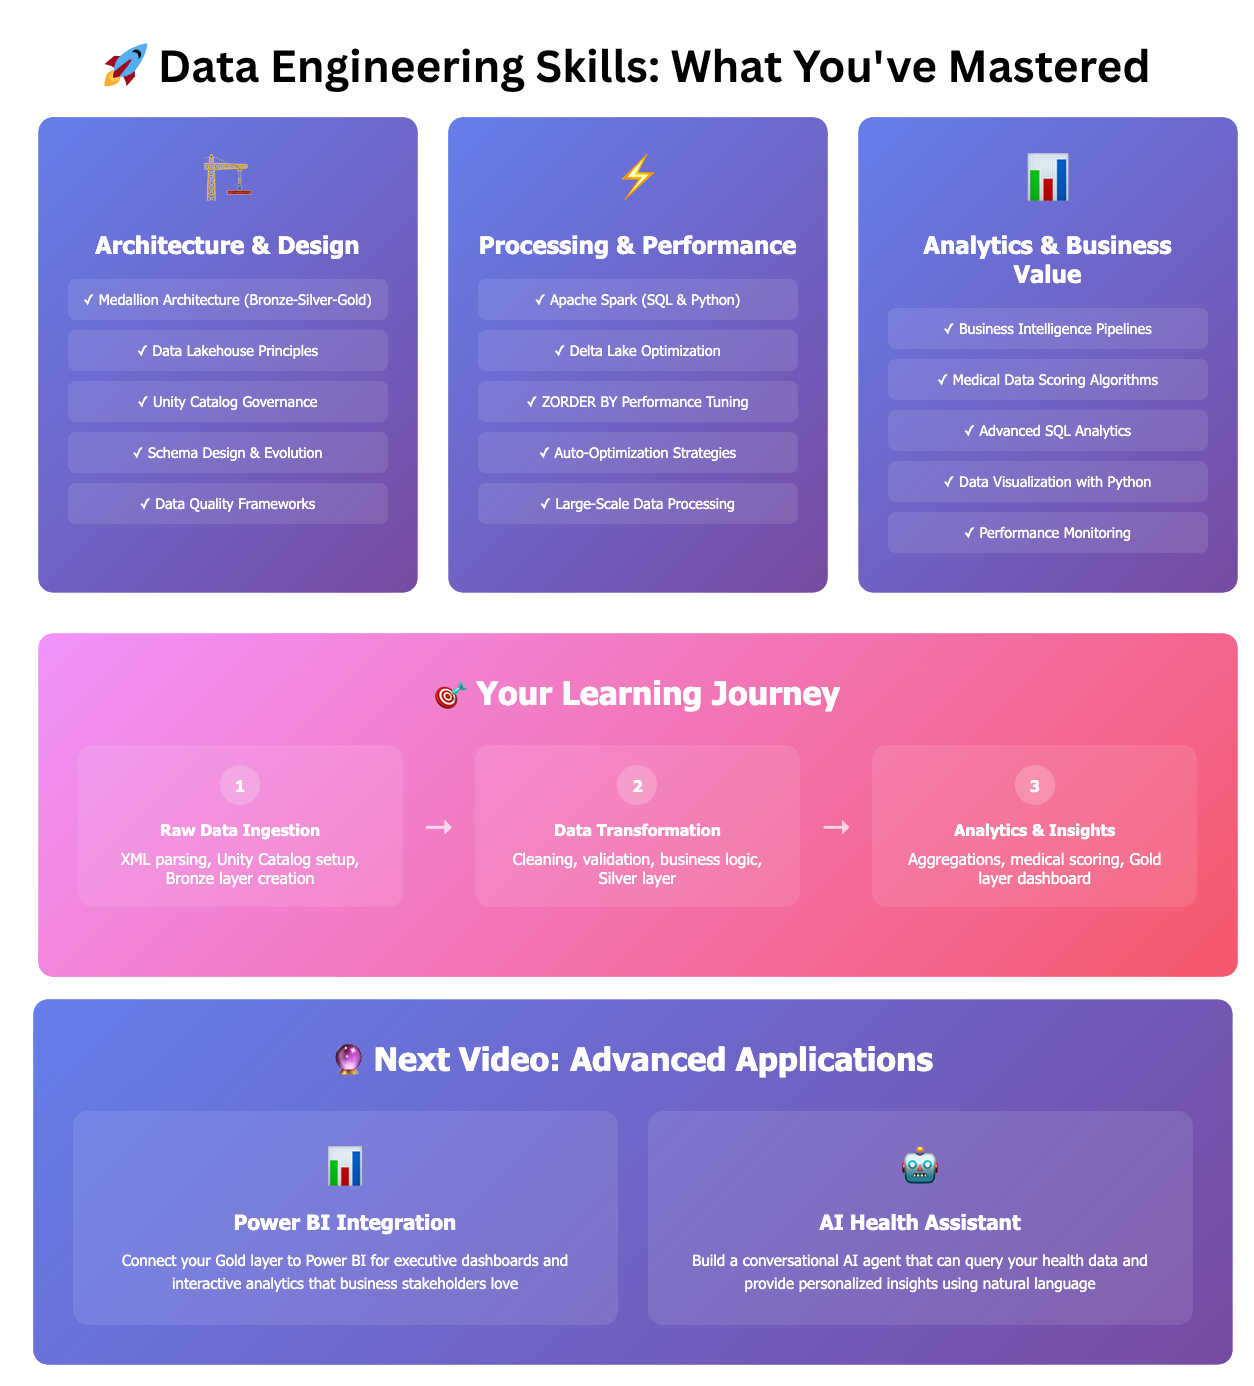 🚀 Data Engineering Skills: What You've Mastered
Architecture & Design
✓ Medallion Architecture (Bronze-Silver-Gold)
✓ Data Lakehouse Principles
✓ Unity Catalog Governance
✓ Schema Design & Evolution
✓ Data Quality Frameworks
Processing & Performance
✓ Apache Spark (SQL & Python)
✓ Delta Lake Optimization
✓ ZORDER BY Performance Tuning
✓ Auto-Optimization Strategies
✓ Large-Scale Data Processing
Analytics & Business
Value
✓ Business Intelligence Pipelines
✓ Medical Data Scoring Algorithms
✓ Advanced SQL Analytics
✓ Data Visualization with Python
✓ Performance Monitoring
🎯 Your Learning Journey
1
Raw Data Ingestion
XML parsing, Unity Catalog setup,
Bronze layer creation
→
2
Data Transformation
Cleaning, validation, business logic,
Silver layer
→
3
Analytics & Insights
Aggregations, medical scoring, Gold
layer dashboard
🔮 Next Video: Advanced Applications
Power BI Integration
Connect your Gold layer to Power BI for executive dashboards and
interactive analytics that business stakeholders love
AI Health Assistant
Build a conversational AI agent that can query your health data and
provide personalized insights using natural language